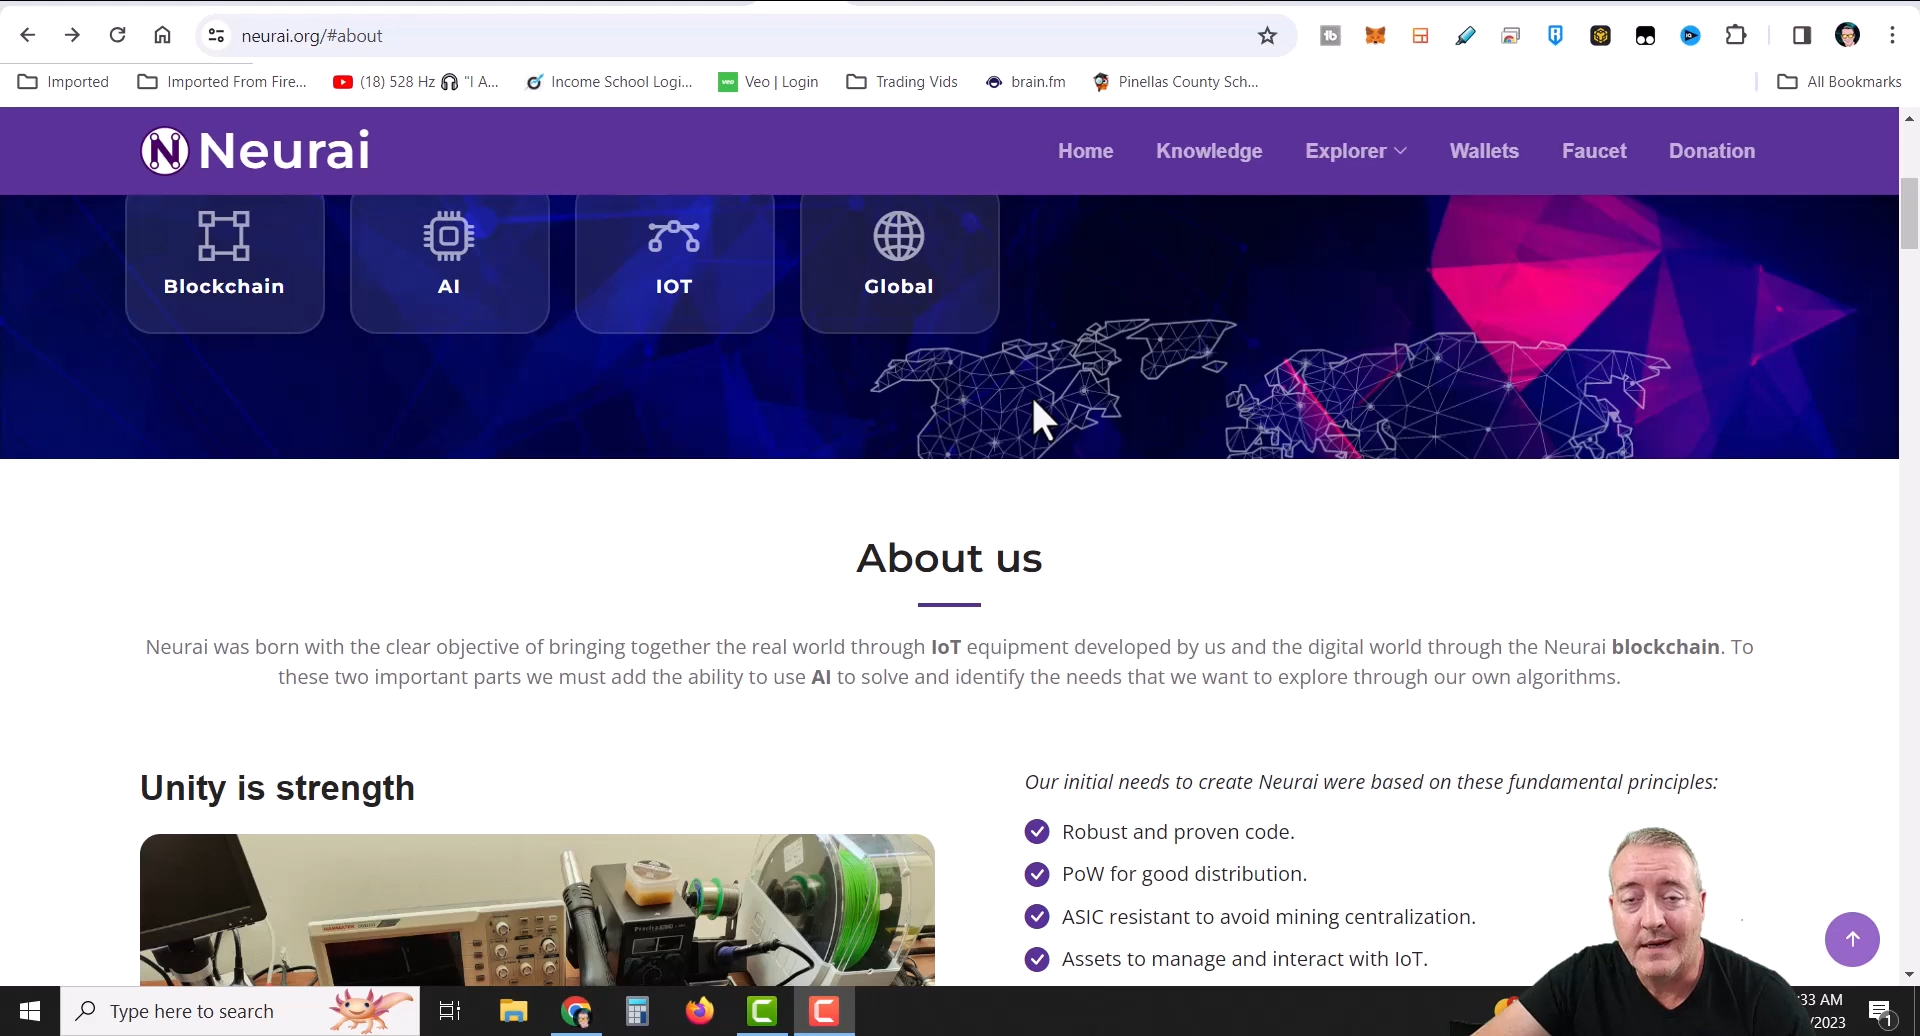 neurai.org/#about
Imported
Imported From Fire...
(18) 528 Hz 🎧 "I A...
Income School Logi...
veo
Veo | Login
Trading Vids
brain.fm
Pinellas County Sch...
All Bookmarks
N Neurai
Home
Knowledge
Explorer
Wallets
Faucet
Donation
Blockchain
AI
IOT
Global
About us
Neurai was born with the clear objective of bringing together the real world through IoT equipment developed by us and the digital world through the Neurai blockchain. To
these two important parts we must add the ability to use AI to solve and identify the needs that we want to explore through our own algorithms.
Unity is strength
Our initial needs to create Neurai were based on these fundamental principles:
Robust and proven code.
PoW for good distribution.
ASIC resistant to avoid mining centralization.
Assets to manage and interact with IoT.
Type here to search
:33 AM
/2023
1